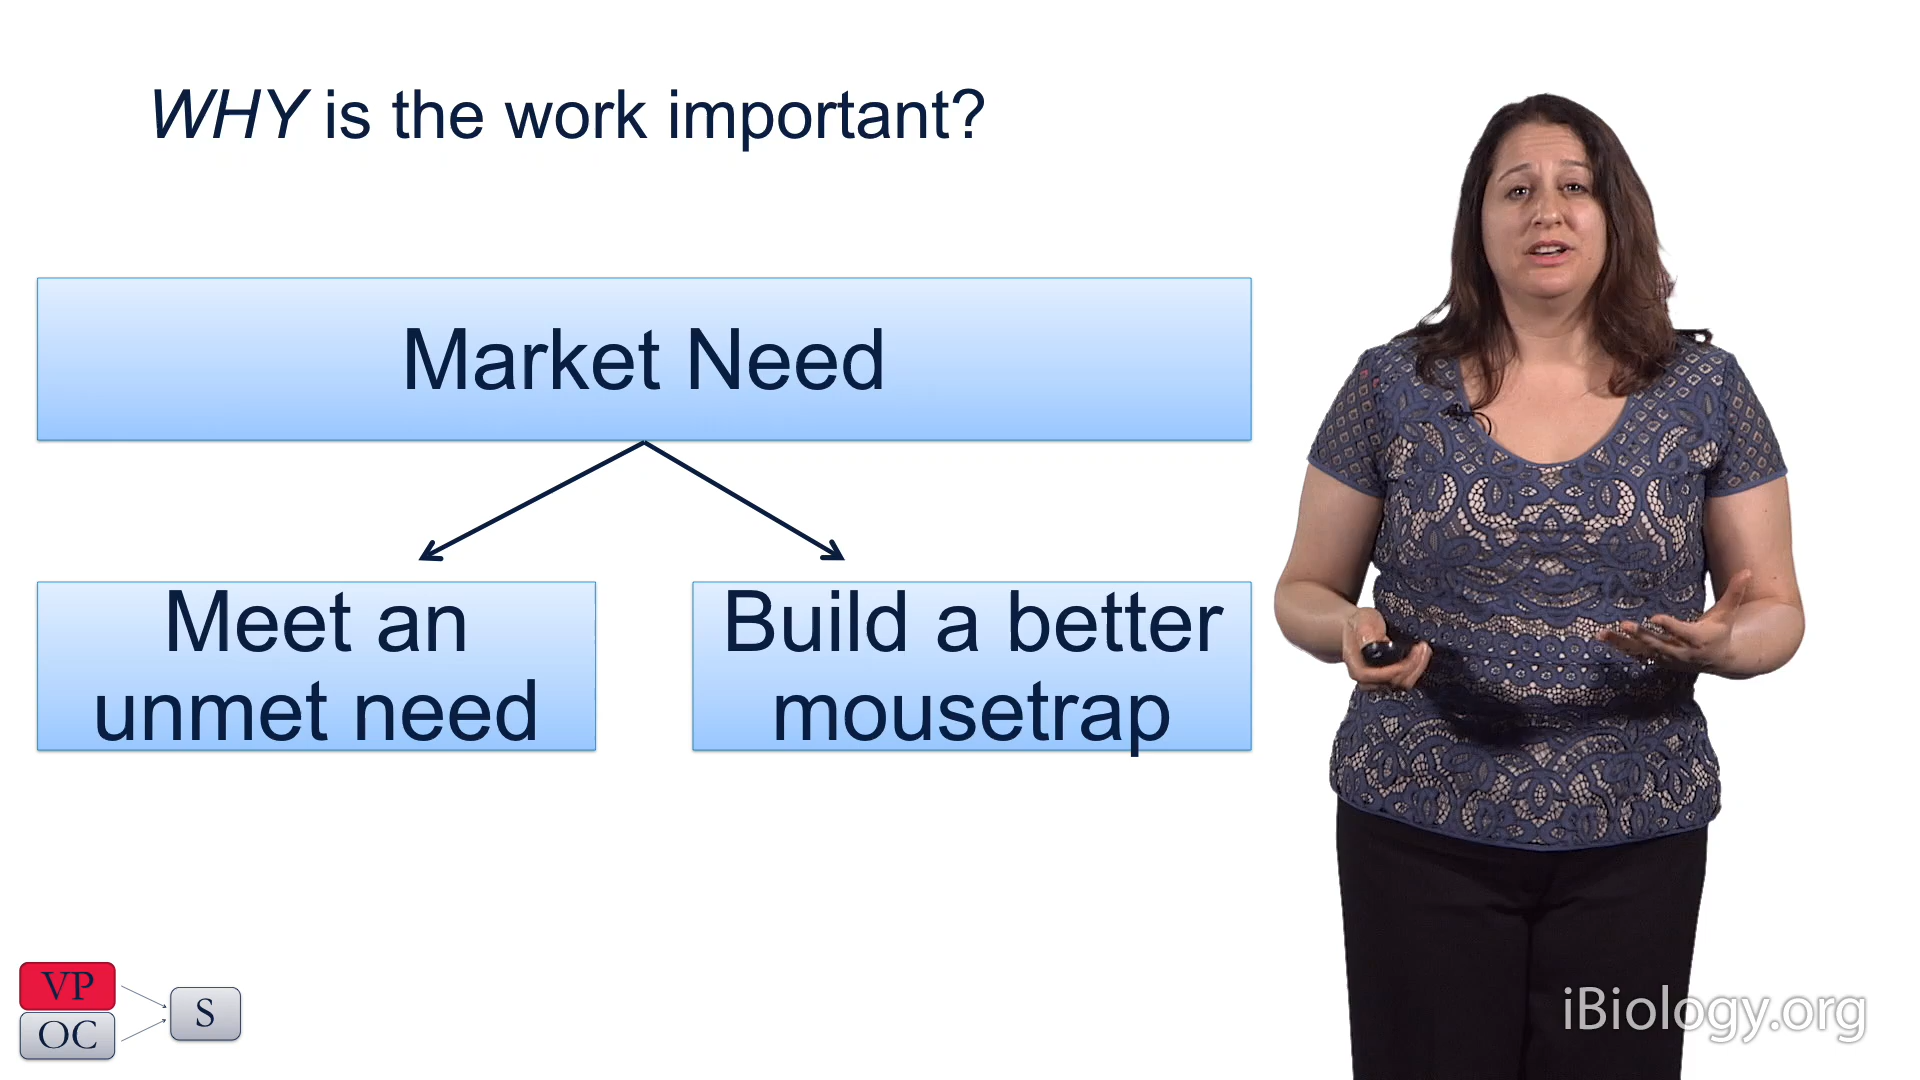 WHY is the work important?
Market Need
Meet an
unmet need
Build a better
mousetrap
VP
OC
S
iBiology.org